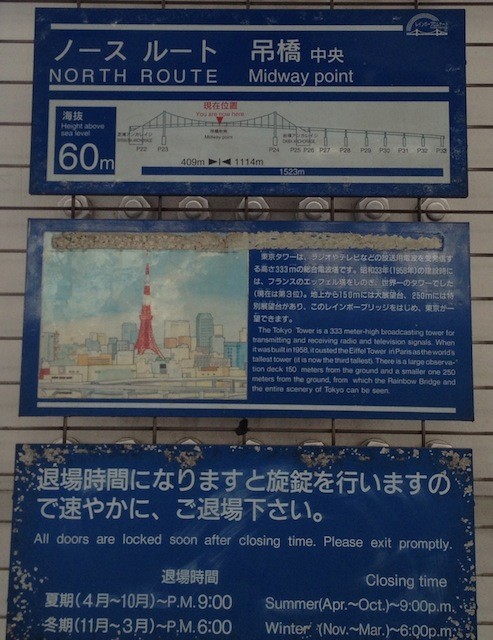 ノース ルート 吊橋 中央
NORTH ROUTE Midway point
海抜
Height above
sea level
60m
現在位置
You are now here
Midway point
P22 P23 P24 P25 P26 P27 P28 P29 P30 P31 P32
409m 1114m
1523m
東京タワーは、ラジオやテレビなどの放送用電波を受発信す
る高さ333mの総合電波塔です。昭和33年(1958年)の建設時に
は、フランスのエッフェル塔をしのぎ、世界一のタワーでした
(現在は第3位)。地上から150mには大展望台、250mには特
別展望台があり、このレインボーブリッジをはじめ、東京が一
望できます。
The Tokyo Tower is a 333 meter-high broadcasting tower for
transmitting and receiving radio and television signals. When
it was built in 1958, it ousted the Eiffel Tower in Paris as the world's
tallest tower (it is now the third tallest). There is a large observa-
tion deck 150 meters from the ground and a smaller one 250
meters from the ground, from which the Rainbow Bridge and
the entire scenery of Tokyo can be seen.
退場時間になりますと旋錠を行いますの
で速やかに、ご退場下さい。
All doors are locked soon after closing time. Please exit promptly.
退場時間 Closing time
夏期(4月〜10月)~P.M.9:00 Summer(Apr.~Oct.)~9:00p.m.
冬期(11月〜3月)~P.M.6:00 Winter (Nov.~Mar.)~6:00p.m.